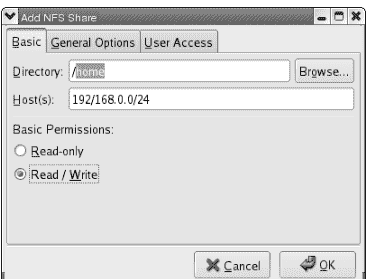 Add NFS Share
Basic General Options User Access
Directory: /home Browse...
Host(s): 192/168.0.0/24
Basic Permissions:
Read-only
Read / Write
Cancel OK